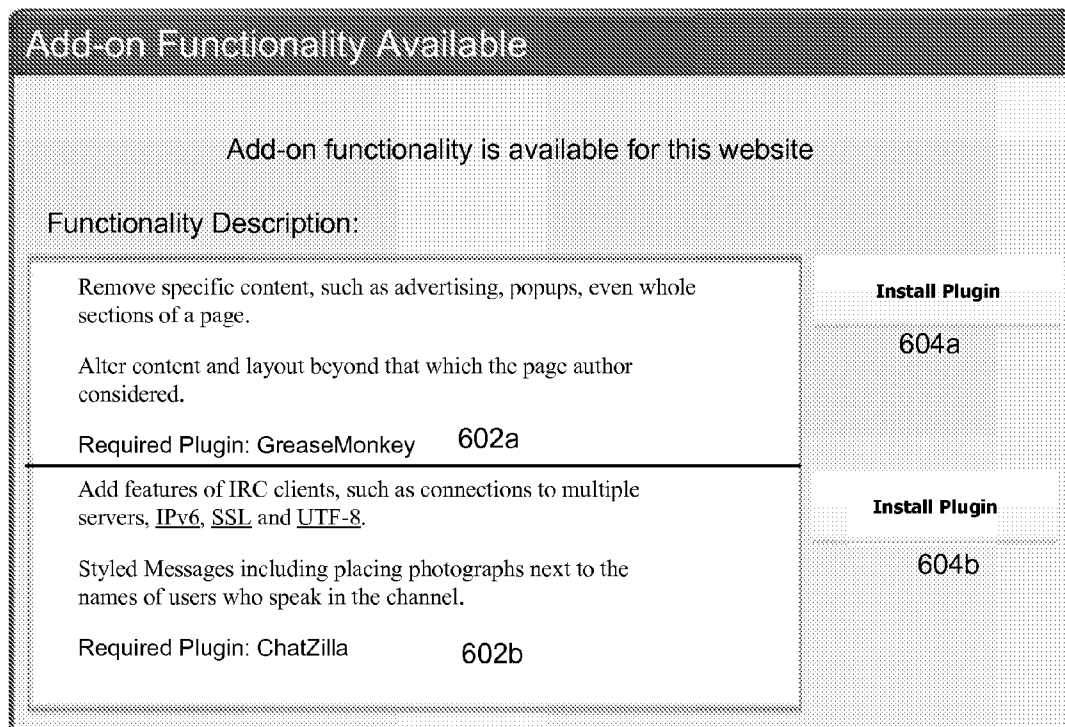 Add-on Functionality Available
Add-on functionality is available for this website
Functionality Description:
Remove specific content, such as advertising, popups, even whole
sections of a page.
Install Plugin
604a
Alter content and layout beyond that which the page author
considered.
Required Plugin: GreaseMonkey 602a
Add features of IRC clients, such as connections to multiple
servers, IPv6, SSL and UTF-8.
Install Plugin
604b
Styled Messages including placing photographs next to the
names of users who speak in the channel.
Required Plugin: ChatZilla 602b